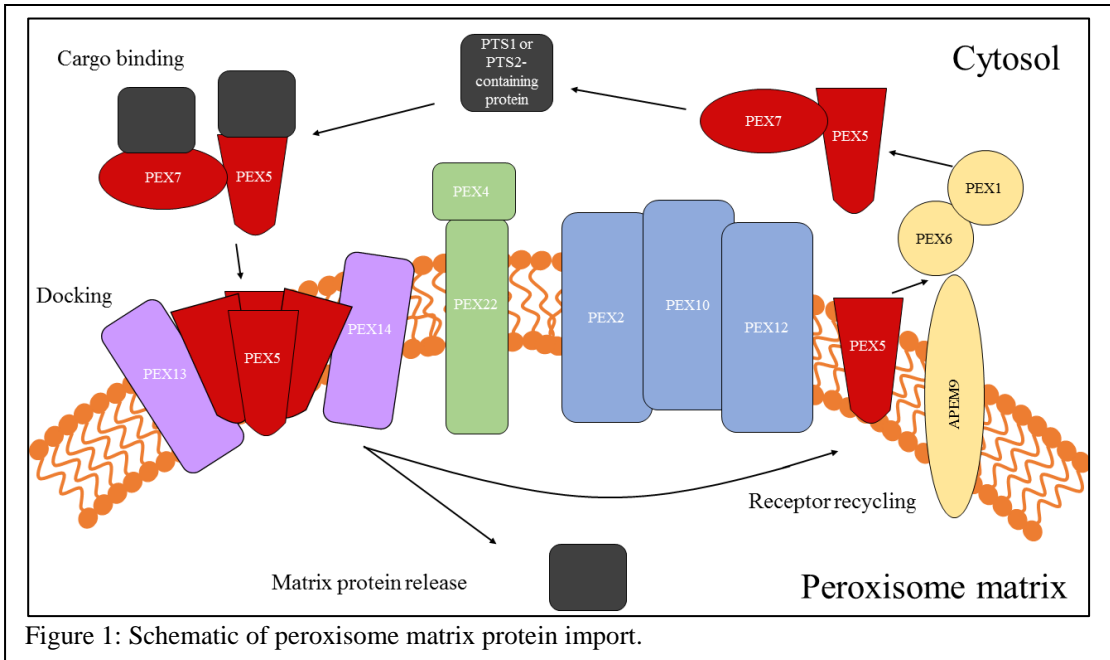 Cargo binding
PTS1 or
PTS2-
containing
protein
Cytosol
PEX7
PEX5
PEX1
PEX7
PEX5
PEX4
PEX6
Docking
PEX13
PEX5
PEX14
PEX22
PEX2
PEX10
PEX12
PEX5
APEM9
Receptor recycling
Matrix protein release
Peroxisome matrix
Figure 1: Schematic of peroxisome matrix protein import.